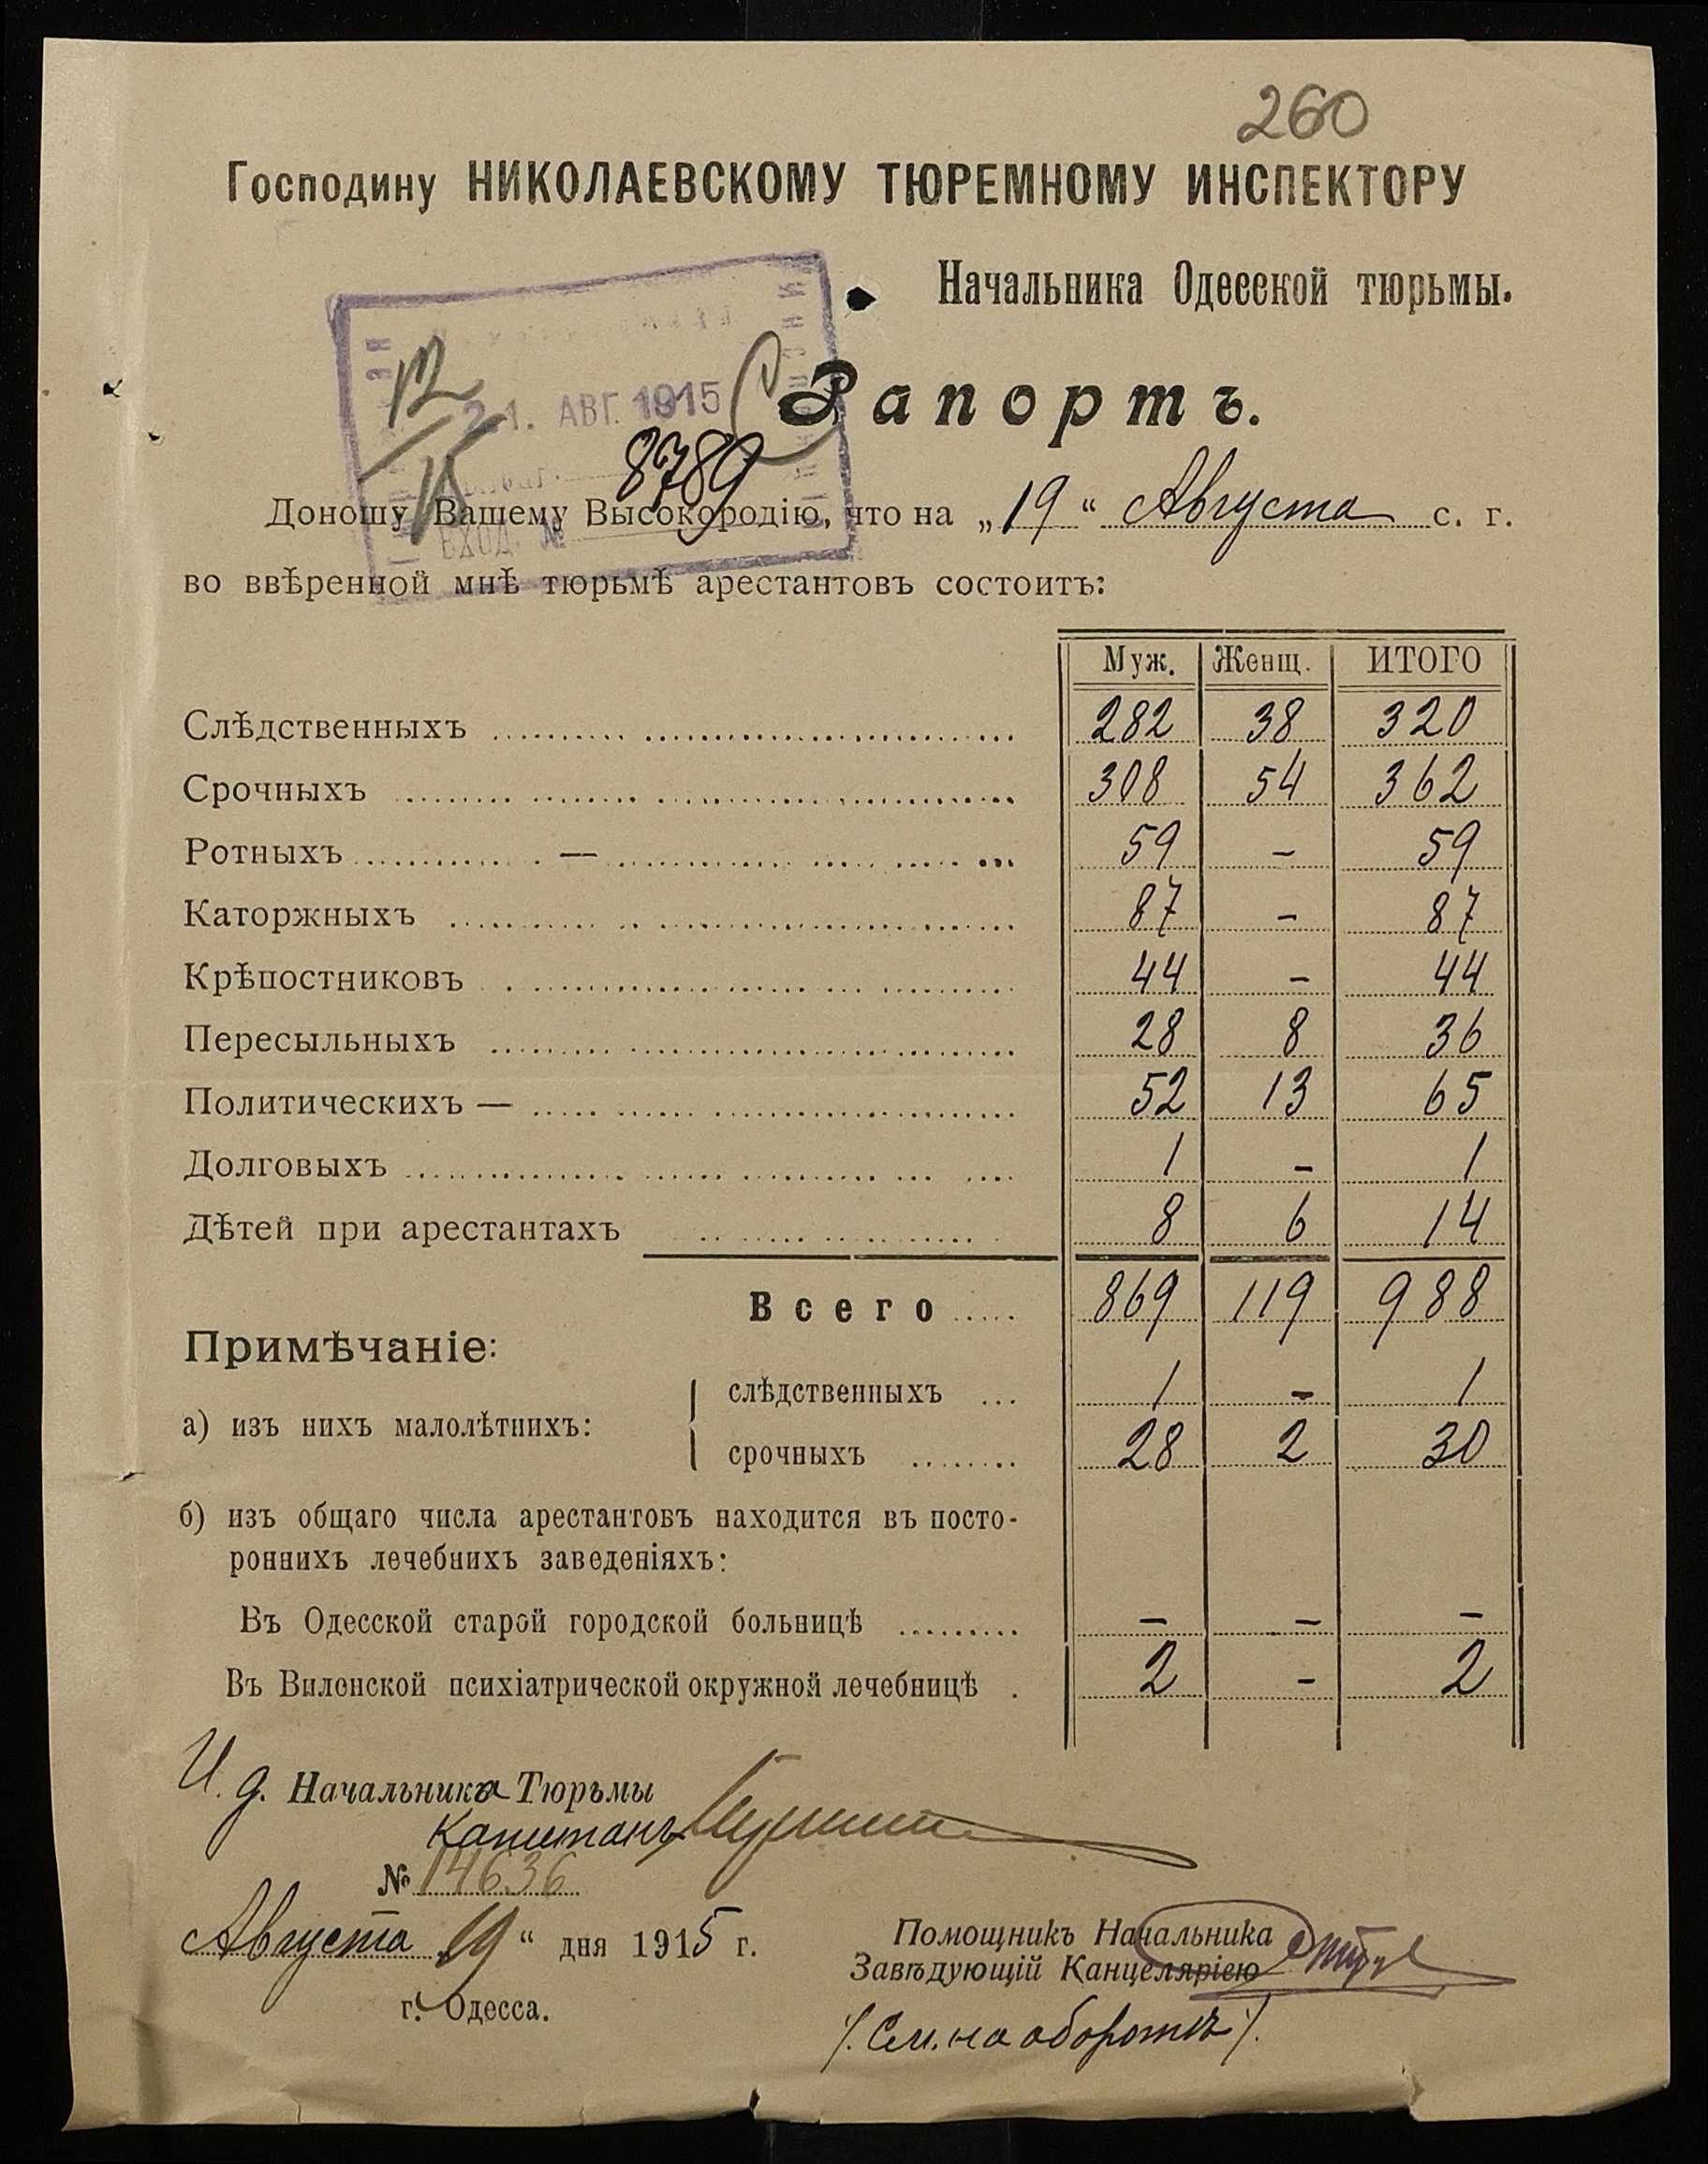 260
Господину НИКОЛАЕВСКОМУ ТЮРЕМНОМУ ИНСПЕКТОРУ
Начальника Одесской тюрьмы.
21. АВГ. 1915
Рапортъ.
8789
ВХОД. №
Доношу Вашему Высокородію, что на „19“ Августа с. г.
во ввѣренной мнѣ тюрьмѣ арестантовъ состоитъ:
Муж. Женщ. ИТОГО
Слѣдственныхъ 282 38 320
Срочныхъ 308 54 362
Ротныхъ — 59 - 59
Каторжныхъ 87 - 87
Крѣпостниковъ 44 - 44
Пересыльныхъ 28 8 36
Политическихъ — 52 13 65
Долговыхъ 1 - 1
Дѣтей при арестантахъ 8 6 14
Всего 869 119 988
Примѣчаніе:
а) изъ нихъ малолѣтнихъ:
слѣдственныхъ 1 - 1
срочныхъ 28 2 30
б) изъ общаго числа арестантовъ находится въ посто-
роннихъ лечебнихъ заведеніяхъ:
Въ Одесской старой городской больницѣ - - -
Въ Виленской психіатрической окружной лечебницѣ 2 - 2
И. д. Начальника Тюрьмы
Капитанъ
№ 14636
Августа 19“ дня 1915 г.
г. Одесса.
Помощникъ Начальника
Завѣдующій Канцеляріею
/. См. на оборотѣ /.